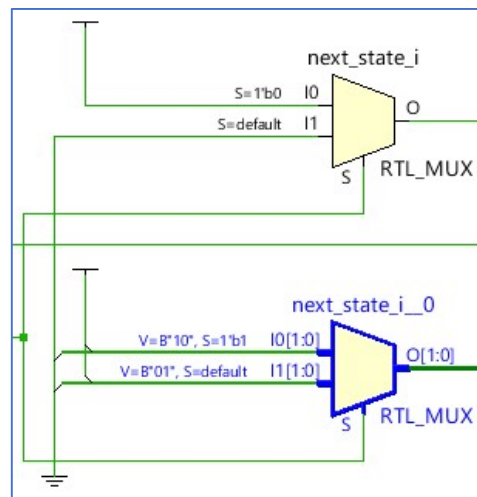 next_state_i
S=1'b0 I0
O
S=default I1
S
RTL_MUX
next_state_i__0
V=B"10", S=1'b1 I0[1:0]
O[1:0]
V=B"01", S=default I1[1:0]
S
RTL_MUX